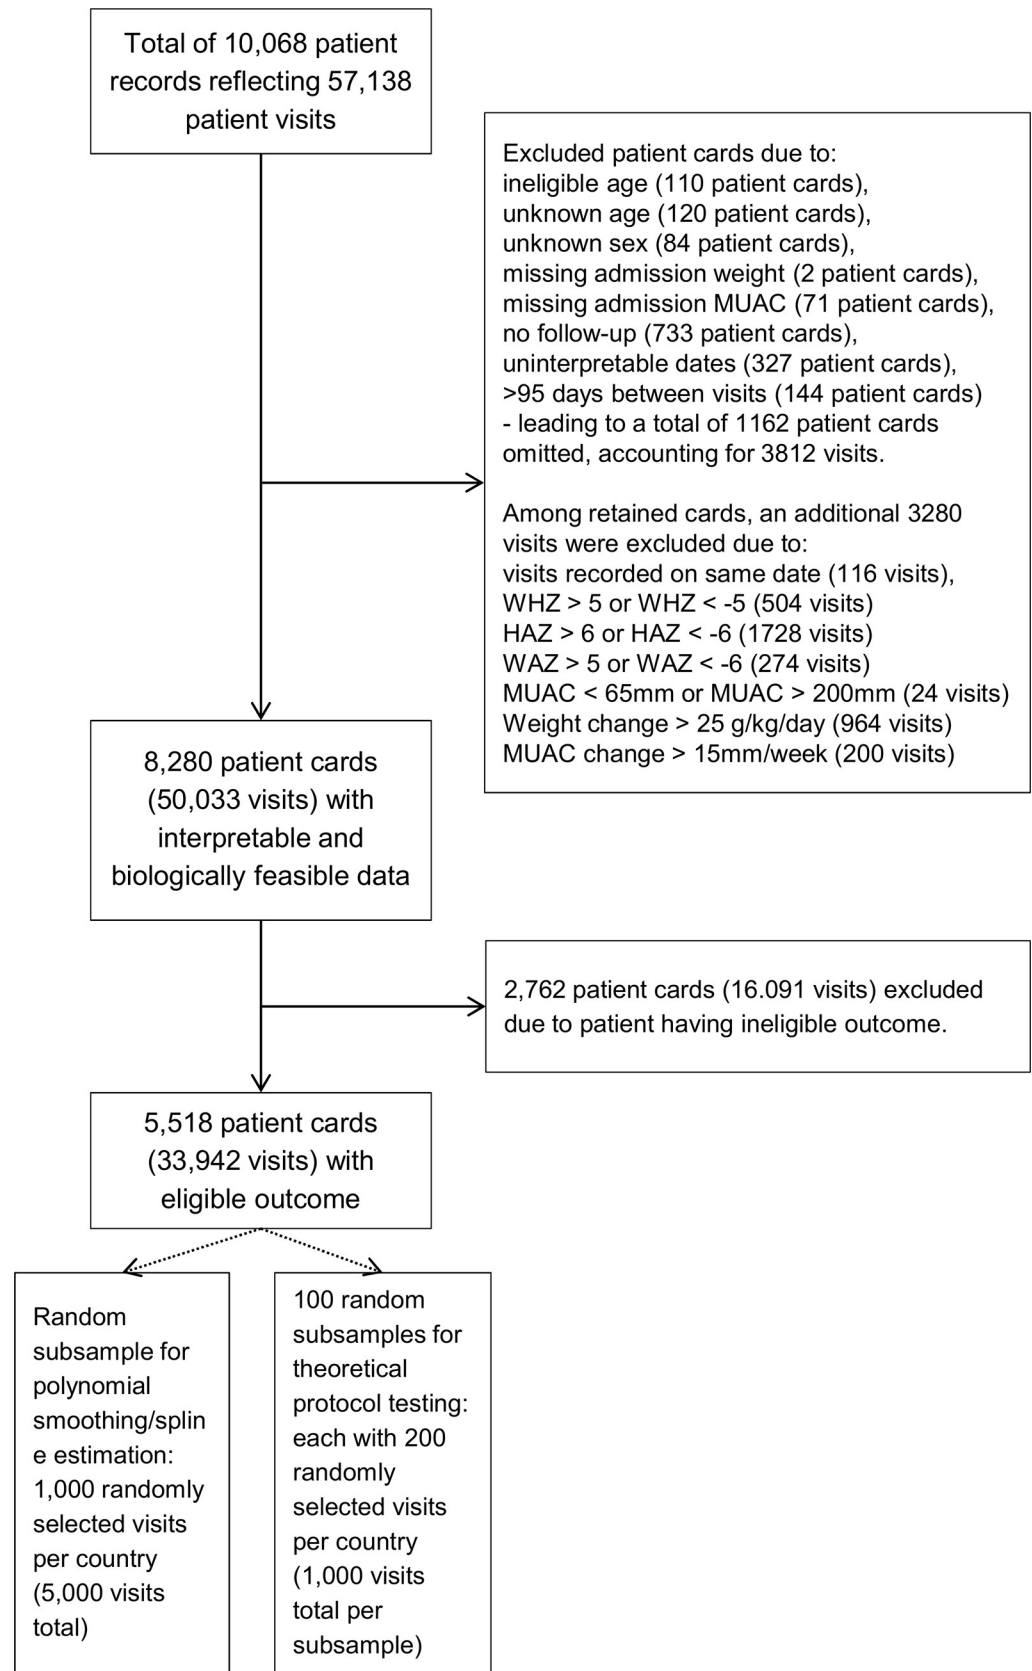 Total of 10,068 patient
records reflecting 57,138
patient visits
Excluded patient cards due to:
ineligible age (110 patient cards),
unknown age (120 patient cards),
unknown sex (84 patient cards),
missing admission weight (2 patient cards),
missing admission MUAC (71 patient cards),
no follow-up (733 patient cards),
uninterpretable dates (327 patient cards),
>95 days between visits (144 patient cards)
- leading to a total of 1162 patient cards
omitted, accounting for 3812 visits.
Among retained cards, an additional 3280
visits were excluded due to:
visits recorded on same date (116 visits),
WHZ > 5 or WHZ < -5 (504 visits)
HAZ > 6 or HAZ < -6 (1728 visits)
WAZ > 5 or WAZ < -6 (274 visits)
MUAC < 65mm or MUAC > 200mm (24 visits)
Weight change > 25 g/kg/day (964 visits)
MUAC change > 15mm/week (200 visits)
8,280 patient cards
(50,033 visits) with
interpretable and
biologically feasible data
2,762 patient cards (16.091 visits) excluded
due to patient having ineligible outcome.
5,518 patient cards
(33,942 visits) with
eligible outcome
Random
subsample for
polynomial
smoothing/splin
e estimation:
1,000 randomly
selected visits
per country
(5,000 visits
total)
100 random
subsamples for
theoretical
protocol testing:
each with 200
randomly
selected visits
per country
(1,000 visits
total per
subsample)